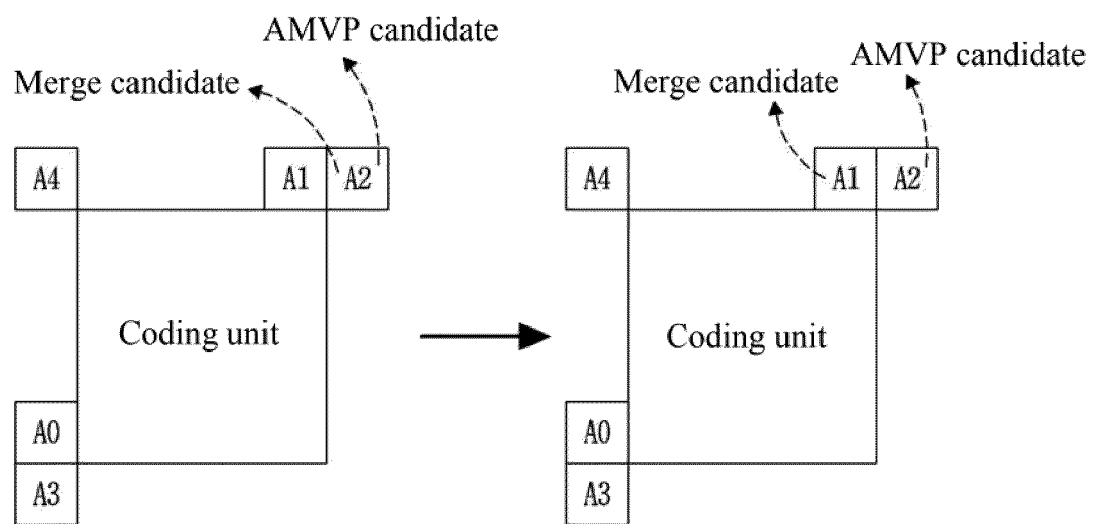 AMVP candidate
Merge candidate
A4
A1
A2
Coding unit
A0
A3
AMVP candidate
Merge candidate
A4
A1
A2
Coding unit
A0
A3